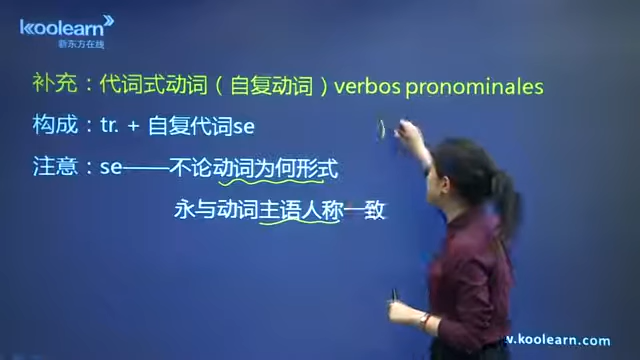 koolearn
新东方在线
补充：代词式动词（自复动词）verbos pronominales
构成：tr. + 自复代词se
注意：se——不论动词为何形式
永与动词主语人称一致
v.koolearn.com